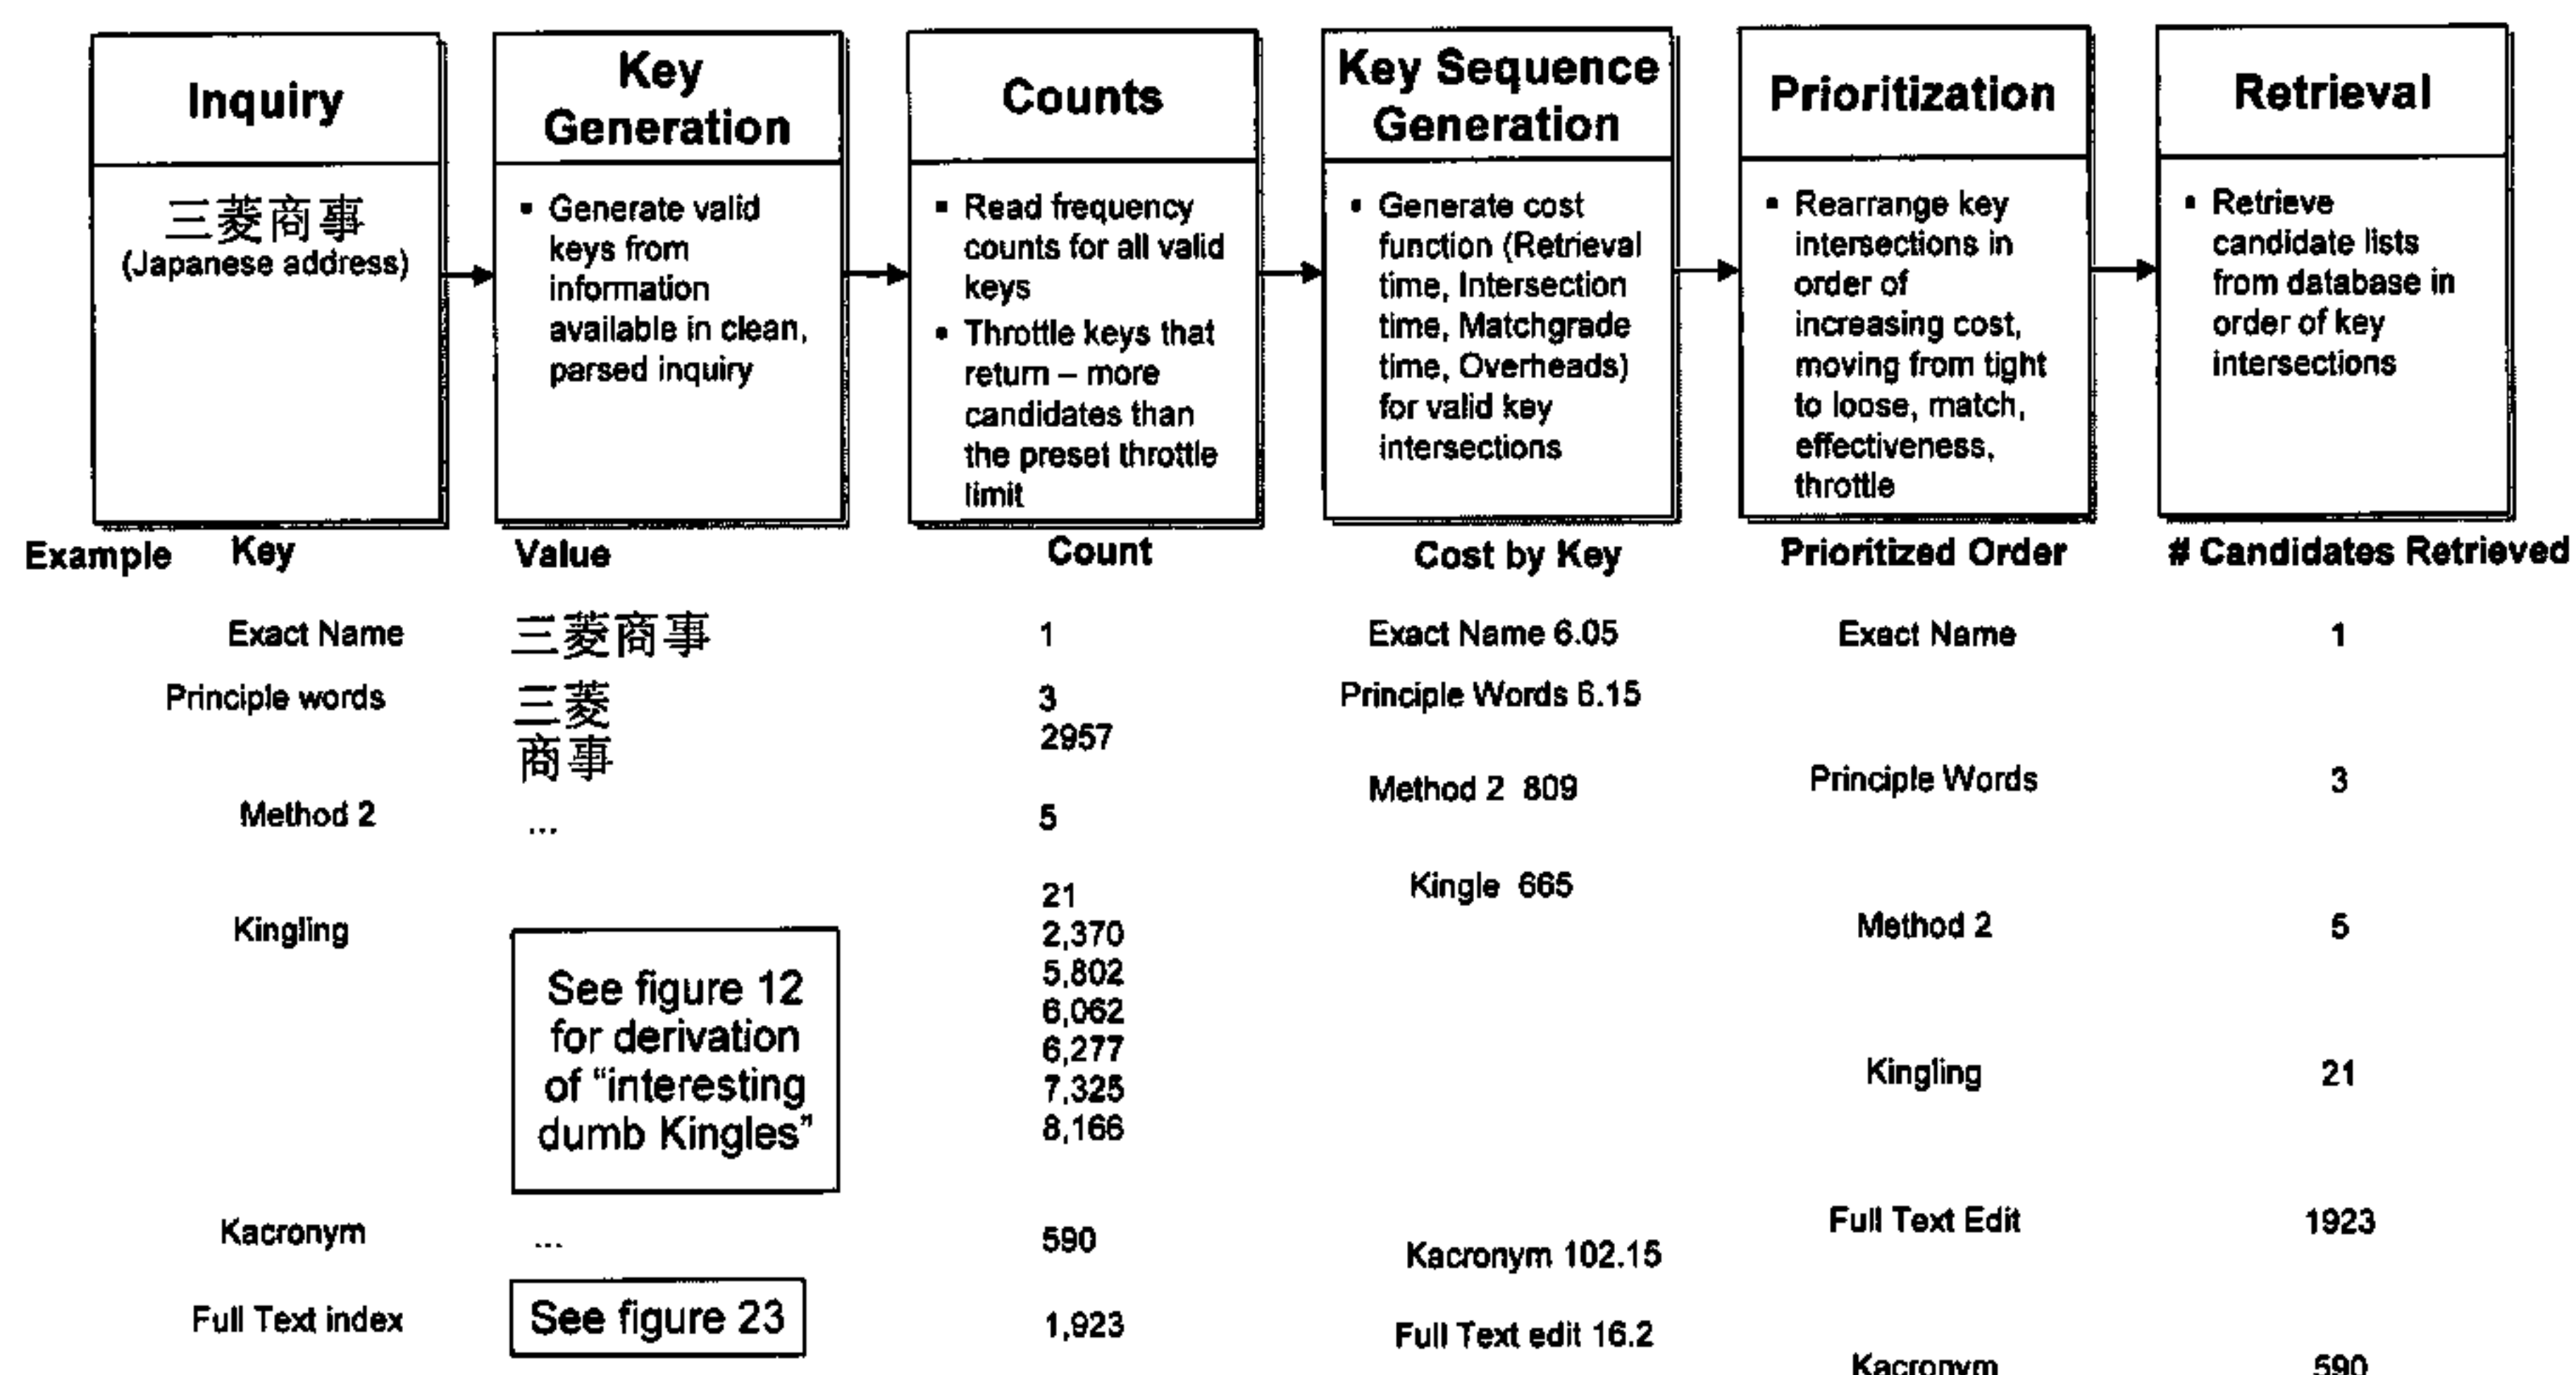 Inquiry
三菱商事
(Japanese address)
Key
Generation
▪ Generate valid
keys from
information
available in clean,
parsed inquiry
Counts
▪ Read frequency
counts for all valid
keys
▪ Throttle keys that
return – more
candidates than
the preset throttle
limit
Key Sequence
Generation
▪ Generate cost
function (Retrieval
time, Intersection
time, Matchgrade
time, Overheads)
for valid key
intersections
Prioritization
▪ Rearrange key
intersections in
order of
increasing cost,
moving from tight
to loose, match,
effectiveness,
throttle
Retrieval
▪ Retrieve
candidate lists
from database in
order of key
intersections
Example Key Value Count Cost by Key Prioritized Order # Candidates Retrieved
Exact Name 三菱商事 1 Exact Name 6.05 Exact Name 1
Principle words 三菱 3 Principle Words 6.15
商事 2957
Principle Words 3
Method 2 ... 5 Method 2 809
Kingling
21 Kingle 665
2,370 Method 2 5
5,802
6,062
6,277
7,325 Kingling 21
8,166
See figure 12
for derivation
of "interesting
dumb Kingles"
Kacronym ... 590 Kacronym 102.15 Full Text Edit 1923
Full Text index See figure 23 1,923 Full Text edit 16.2
Kacronym 590